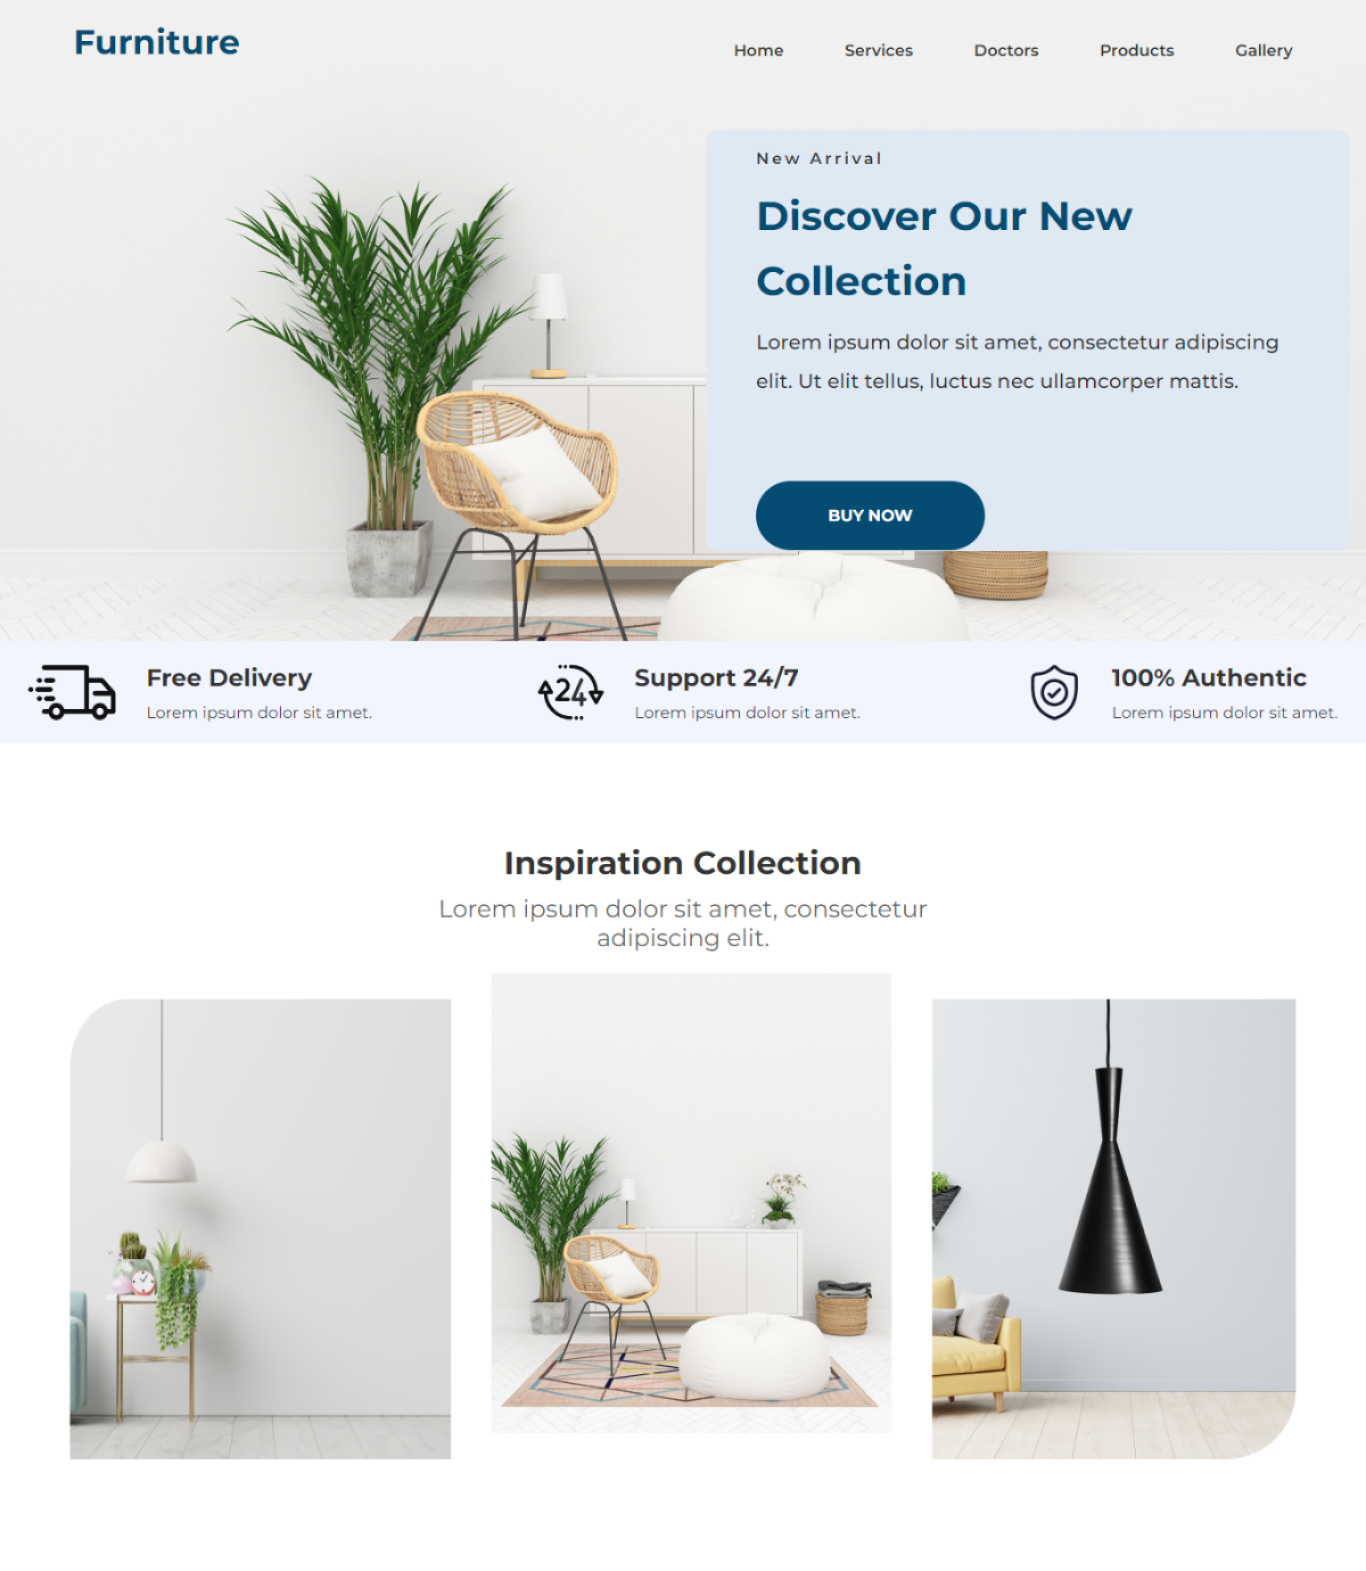 Furniture
Home Services Doctors Products Gallery
New Arrival
Discover Our New
Collection
Lorem ipsum dolor sit amet, consectetur adipiscing
elit. Ut elit tellus, luctus nec ullamcorper mattis.
BUY NOW
Free Delivery
Lorem ipsum dolor sit amet.
24
Support 24/7
Lorem ipsum dolor sit amet.
100% Authentic
Lorem ipsum dolor sit amet.
Inspiration Collection
Lorem ipsum dolor sit amet, consectetur
adipiscing elit.